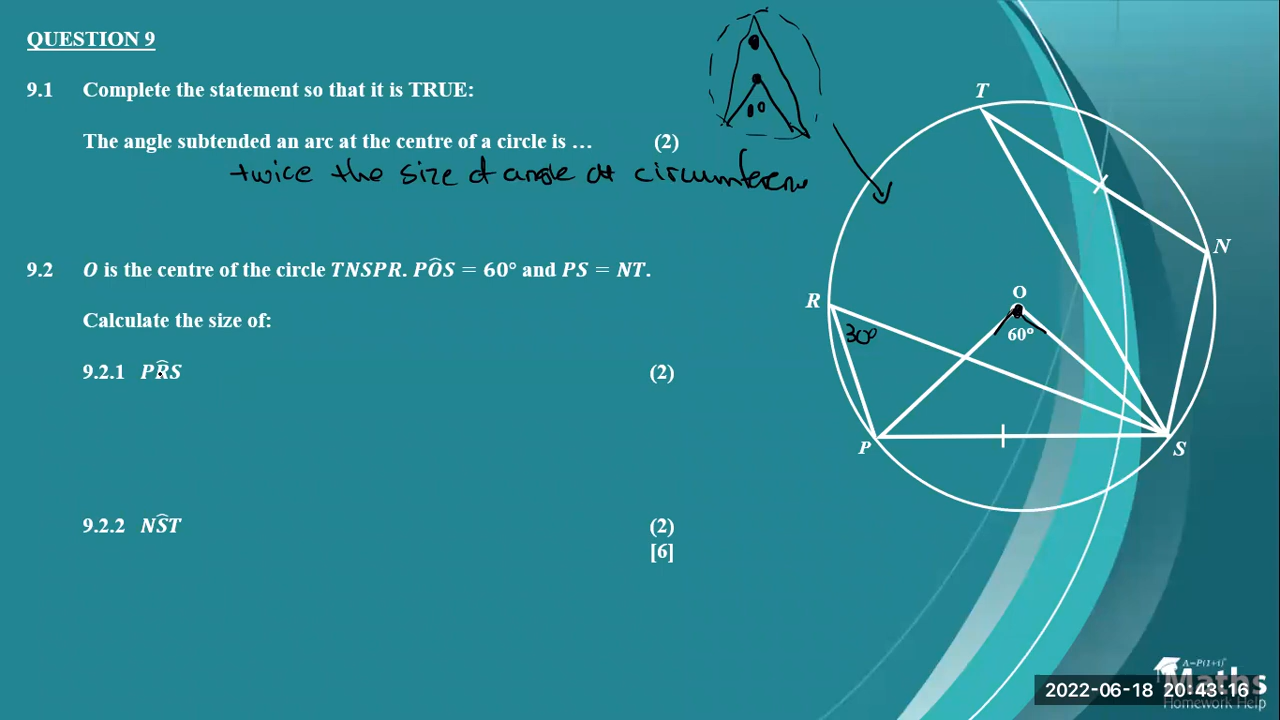 QUESTION 9
9.1 Complete the statement so that it is TRUE:
The angle subtended an arc at the centre of a circle is … (2)
twice the size of angle at circumference
9.2 O is the centre of the circle TNSPR. PÔS = 60° and PS = NT.
Calculate the size of:
9.2.1 PR̂S (2)
9.2.2 NŜT (2)
[6]
T
N
O
R
30°
60°
P
S
A=P(1+i)ⁿ
Maths
Homework Help
2022-06-18 20:43:16